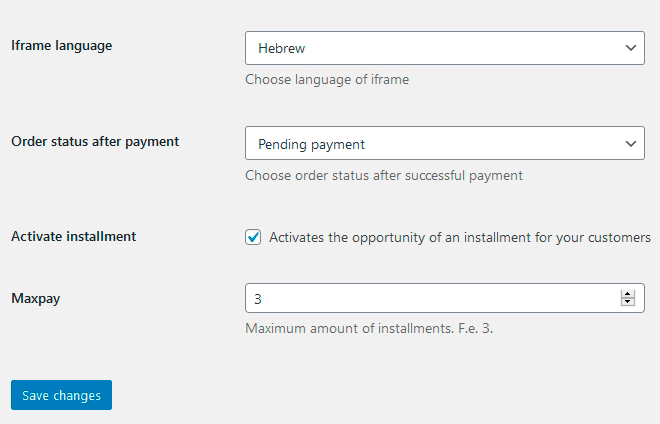 Iframe language
Hebrew
Choose language of iframe
Order status after payment
Pending payment
Choose order status after successful payment
Activate installment
Activates the opportunity of an installment for your customers
Maxpay
3
Maximum amount of installments. F.e. 3.
Save changes